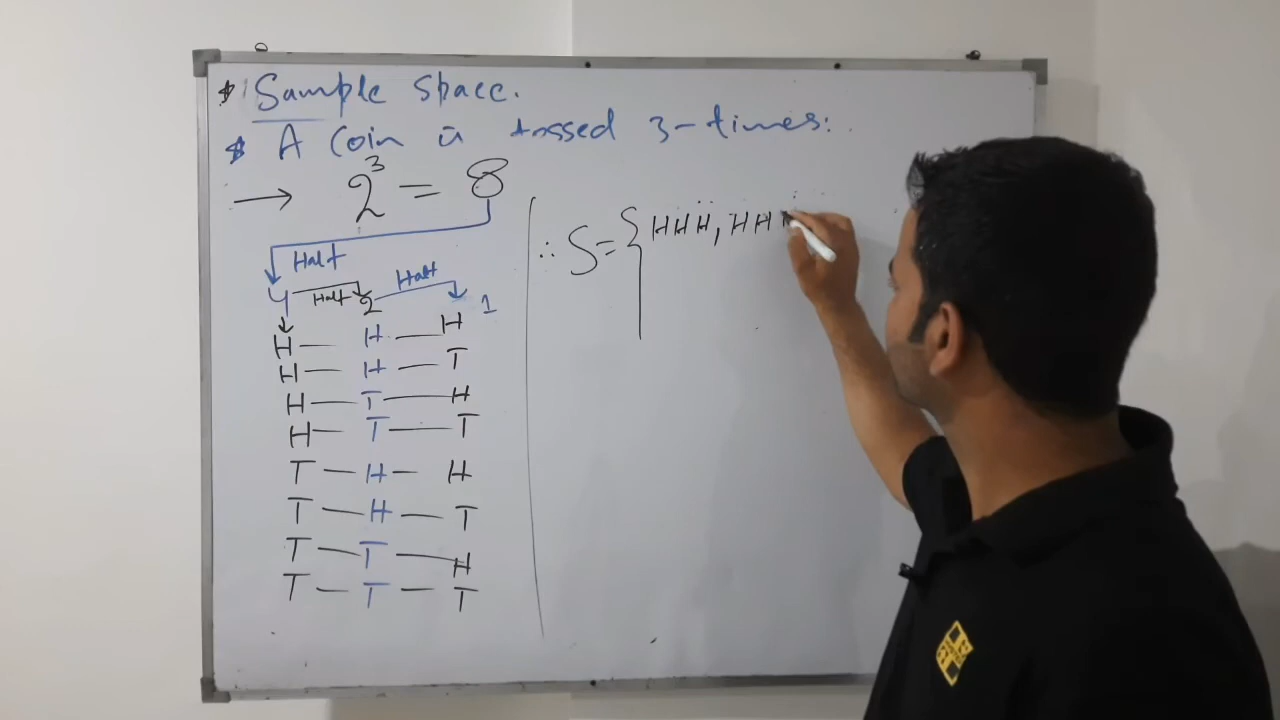 * Sample space.
* A Coin is tossed 3-times:
→ 2³ = 8
Half
4 Half 2 Half 1
H — H — H
H — H — T
H — T — H
H — T — T
T — H — H
T — H — T
T — T — H
T — T — T
∴ S = { HHH, HH